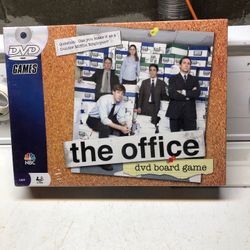 Question: Can you make it as a
Dunder Mifflin Employee?
DVD
GAMES
the office
dvd board game
NBC